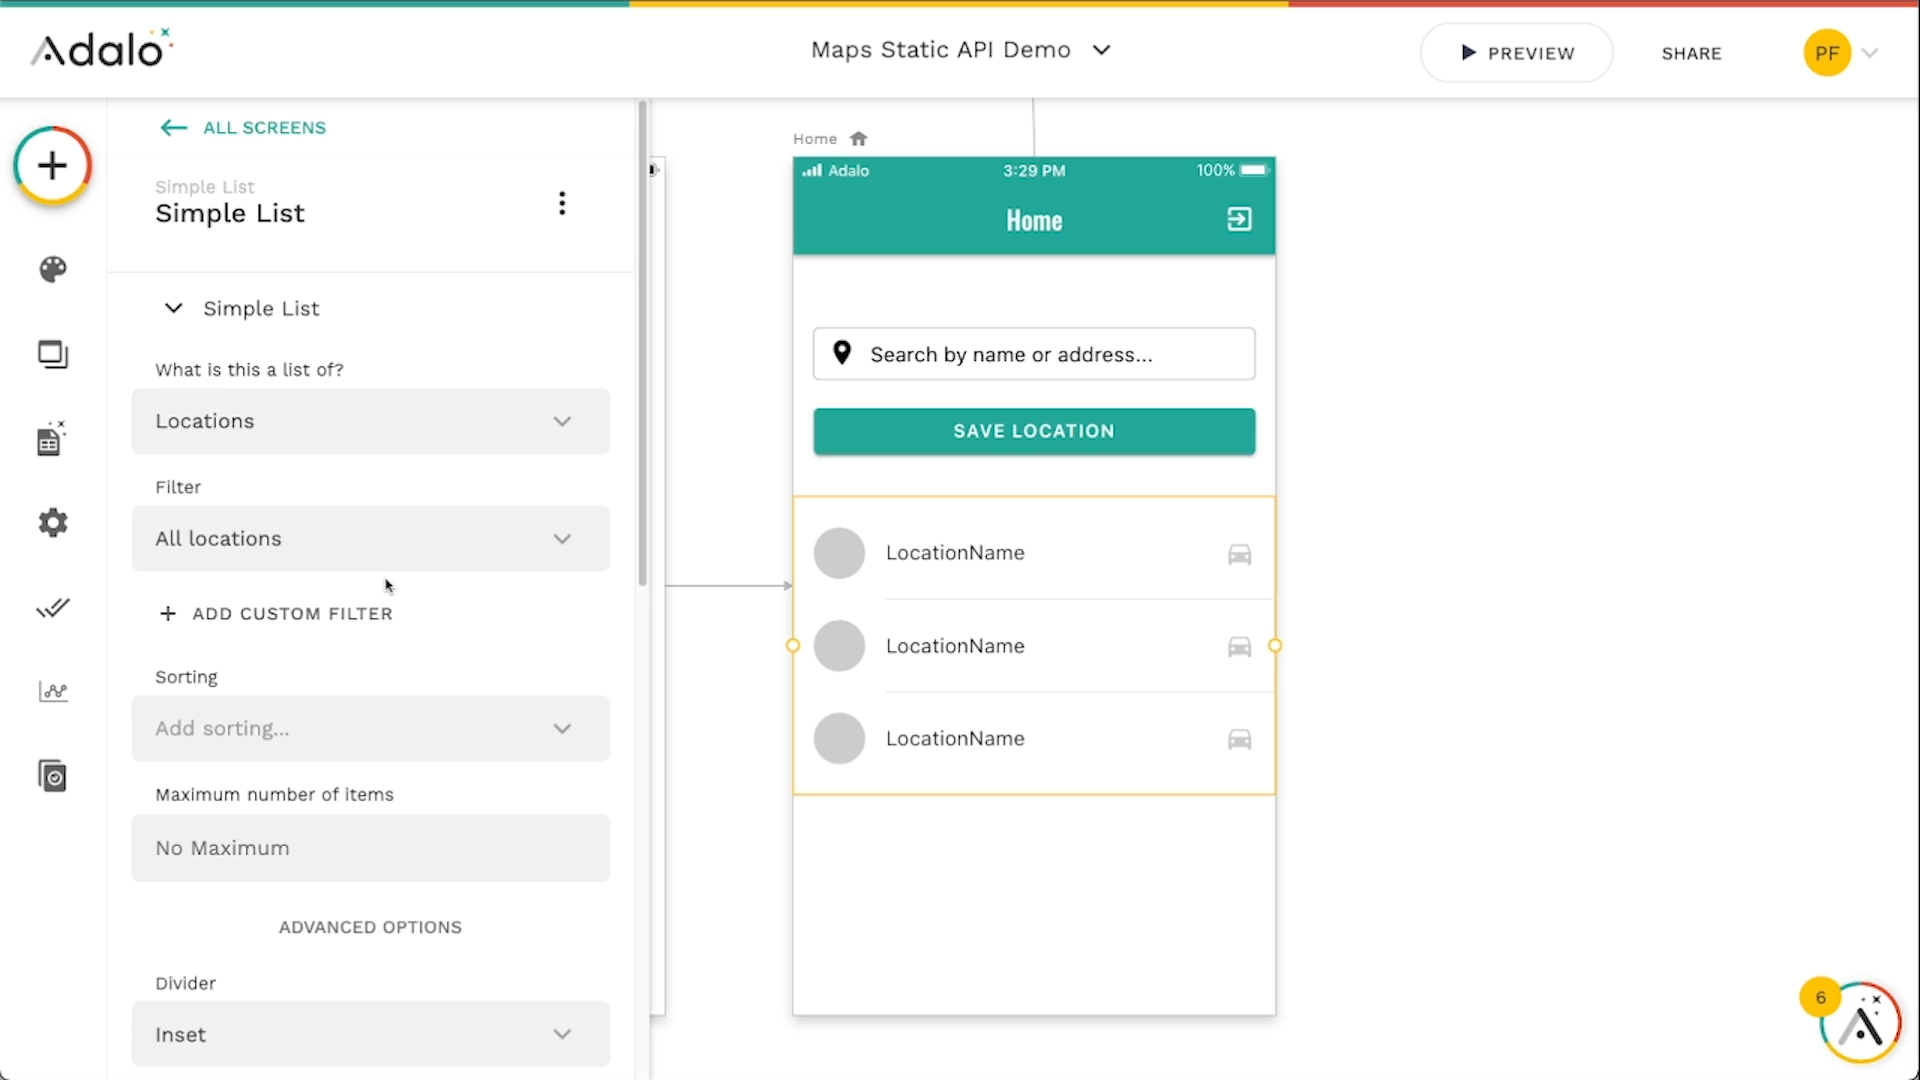 Adalo
Maps Static API Demo
PREVIEW
SHARE
PF
ALL SCREENS
Simple List
Simple List
Simple List
What is this a list of?
Locations
Filter
All locations
ADD CUSTOM FILTER
Sorting
Add sorting...
Maximum number of items
No Maximum
ADVANCED OPTIONS
Divider
Inset
Home
Adalo
3:29 PM
100%
Home
Search by name or address...
SAVE LOCATION
LocationName
LocationName
LocationName
6